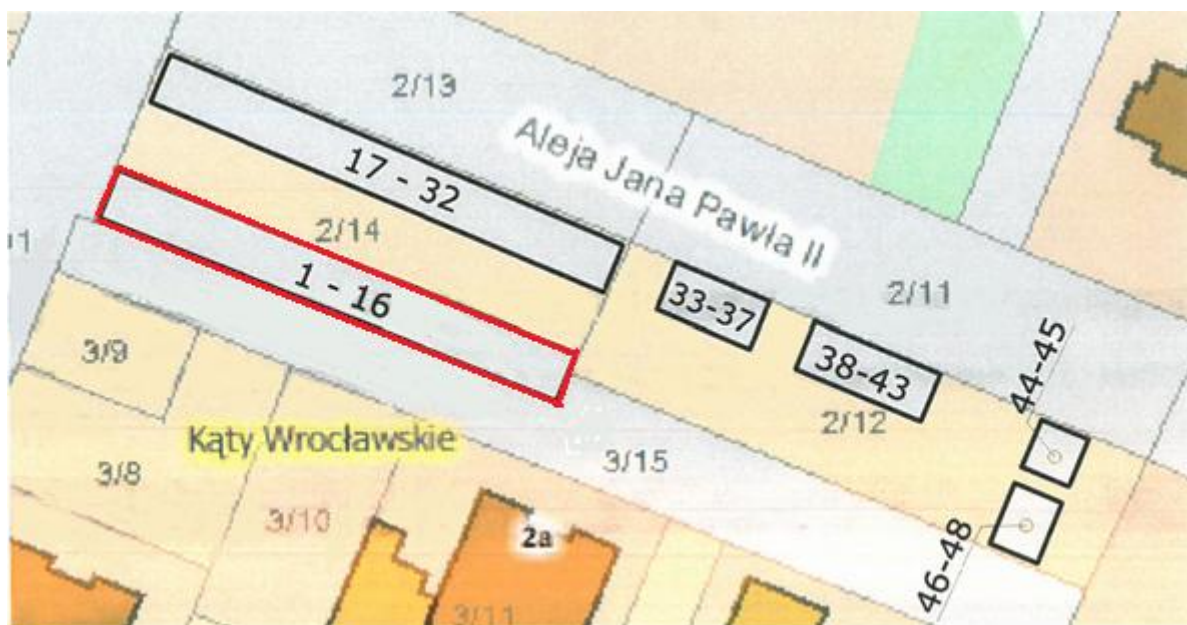 2/13
Aleja Jana Pawła II
17 - 32
2/14
1 - 16
2/11
33-37
38-43
44-45
2/12
3/9
Kąty Wrocławskie
3/15
3/8
3/10
2a
46-48
3/11